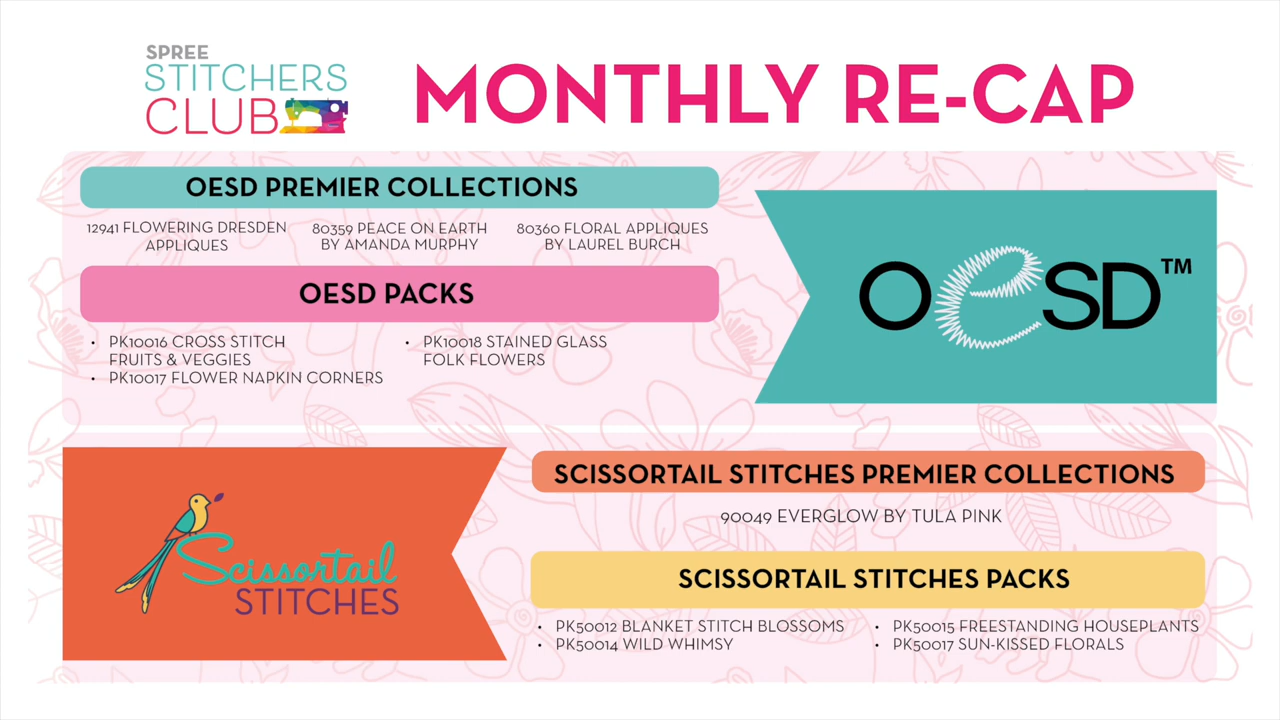 SPREE
STITCHERS
CLUB
MONTHLY RE-CAP
OESD PREMIER COLLECTIONS
12941 FLOWERING DRESDEN
APPLIQUES
80359 PEACE ON EARTH
BY AMANDA MURPHY
80360 FLORAL APPLIQUES
BY LAUREL BURCH
OESD PACKS
• PK10016 CROSS STITCH
FRUITS & VEGGIES
• PK10017 FLOWER NAPKIN CORNERS
• PK10018 STAINED GLASS
FOLK FLOWERS
OeSD™
Scissortail
STITCHES
SCISSORTAIL STITCHES PREMIER COLLECTIONS
90049 EVERGLOW BY TULA PINK
SCISSORTAIL STITCHES PACKS
• PK50012 BLANKET STITCH BLOSSOMS
• PK50014 WILD WHIMSY
• PK50015 FREESTANDING HOUSEPLANTS
• PK50017 SUN-KISSED FLORALS